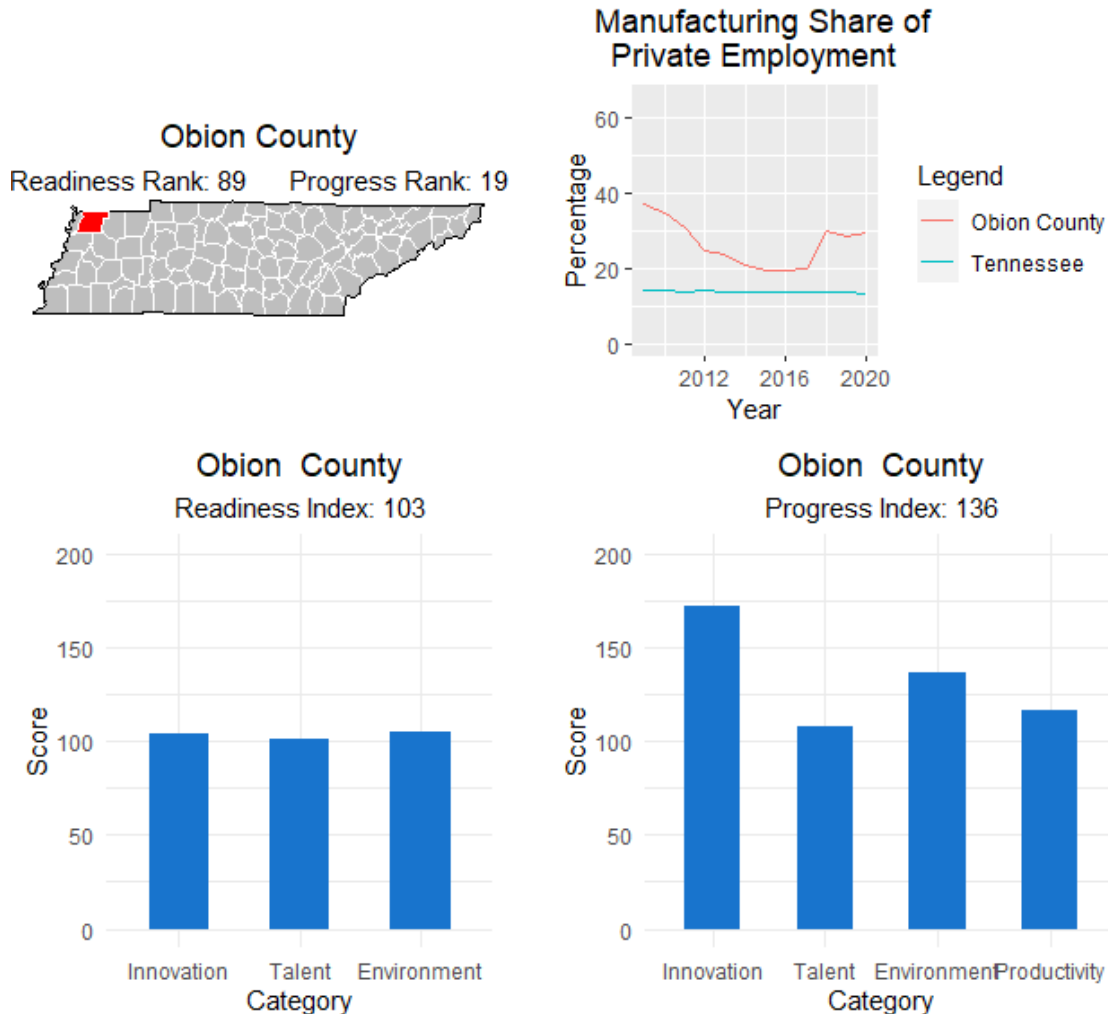 Obion County
Readiness Rank: 89 Progress Rank: 19
Manufacturing Share of
Private Employment
Percentage
60
40
20
0
2012 2016 2020
Year
Legend
Obion County
Tennessee
Obion County
Readiness Index: 103
Score
200
150
100
50
0
Innovation Talent Environment
Category
Obion County
Progress Index: 136
Score
200
150
100
50
0
Innovation Talent Environment Productivity
Category